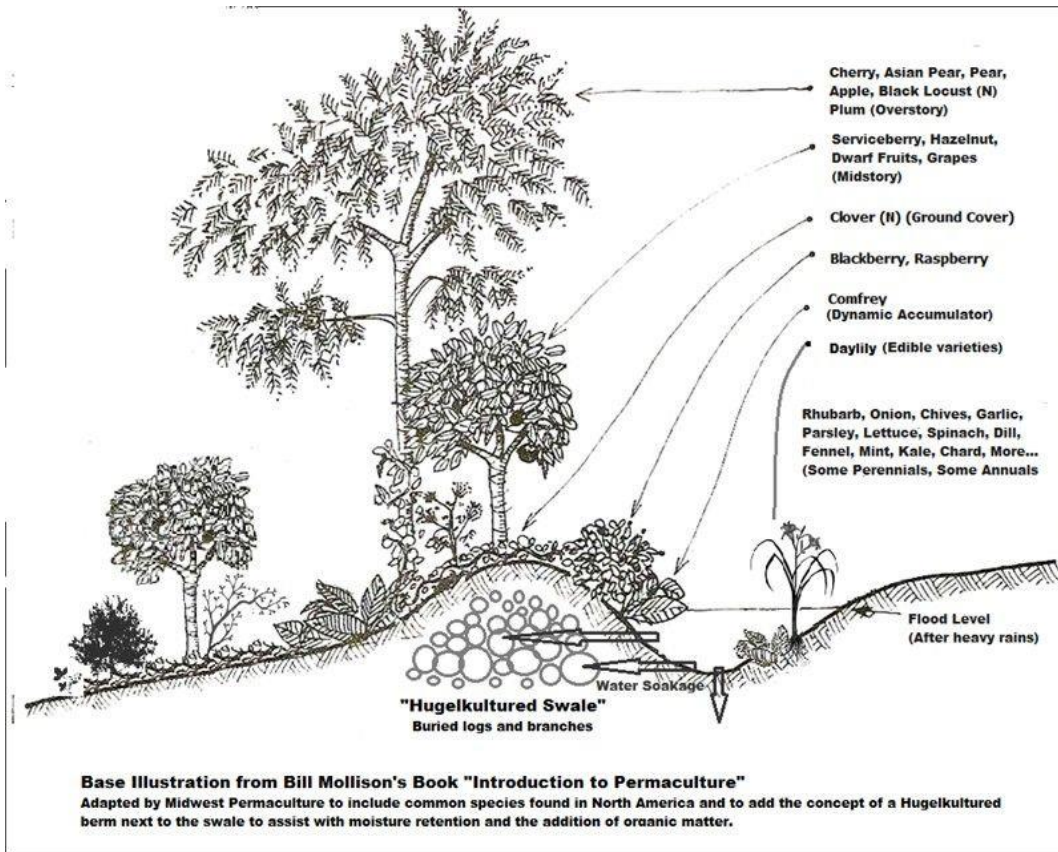 Cherry, Asian Pear, Pear,
Apple, Black Locust (N)
Plum (Overstory)
Serviceberry, Hazelnut,
Dwarf Fruits, Grapes
(Midstory)
Clover (N) (Ground Cover)
Blackberry, Raspberry
Comfrey
(Dynamic Accumulator)
Daylily (Edible varieties)
Rhubarb, Onion, Chives, Garlic,
Parsley, Lettuce, Spinach, Dill,
Fennel, Mint, Kale, Chard, More...
(Some Perennials, Some Annuals
Flood Level
(After heavy rains)
Water Soakage
"Hugelkultured Swale"
Buried logs and branches
Base Illustration from Bill Mollison's Book "Introduction to Permaculture"
Adapted by Midwest Permaculture to include common species found in North America and to add the concept of a Hugelkultured
berm next to the swale to assist with moisture retention and the addition of organic matter.